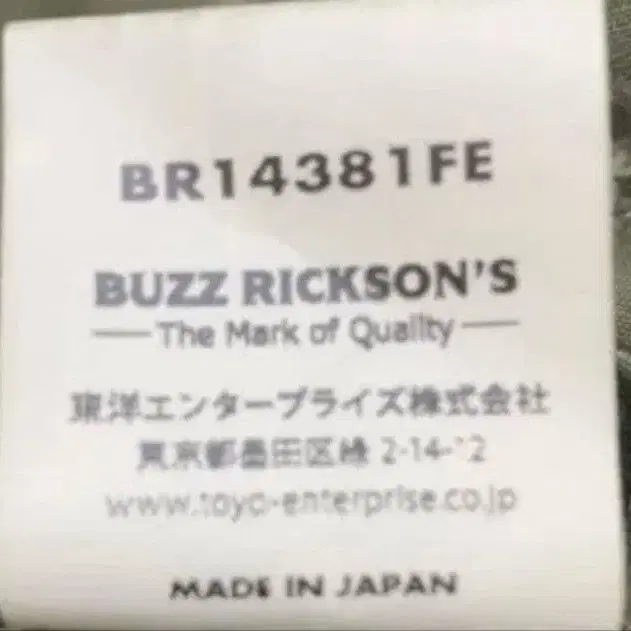 BR14381FE
BUZZ RICKSON'S
The Mark of Quality
東洋エンタープライズ株式会社
東京都墨田区緑 2-14-12
www.toyo-enterprise.co.jp
MADE IN JAPAN